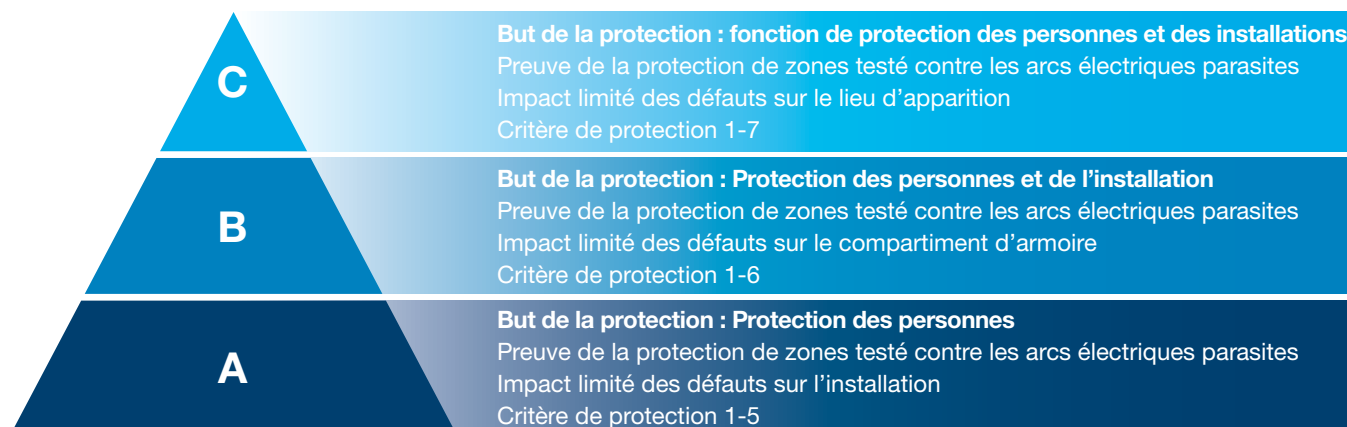 C
But de la protection : fonction de protection des personnes et des installations
Preuve de la protection de zones testé contre les arcs électriques parasites
Impact limité des défauts sur le lieu d’apparition
Critère de protection 1-7
B
But de la protection : Protection des personnes et de l’installation
Preuve de la protection de zones testé contre les arcs électriques parasites
Impact limité des défauts sur le compartiment d’armoire
Critère de protection 1-6
A
But de la protection : Protection des personnes
Preuve de la protection de zones testé contre les arcs électriques parasites
Impact limité des défauts sur l’installation
Critère de protection 1-5